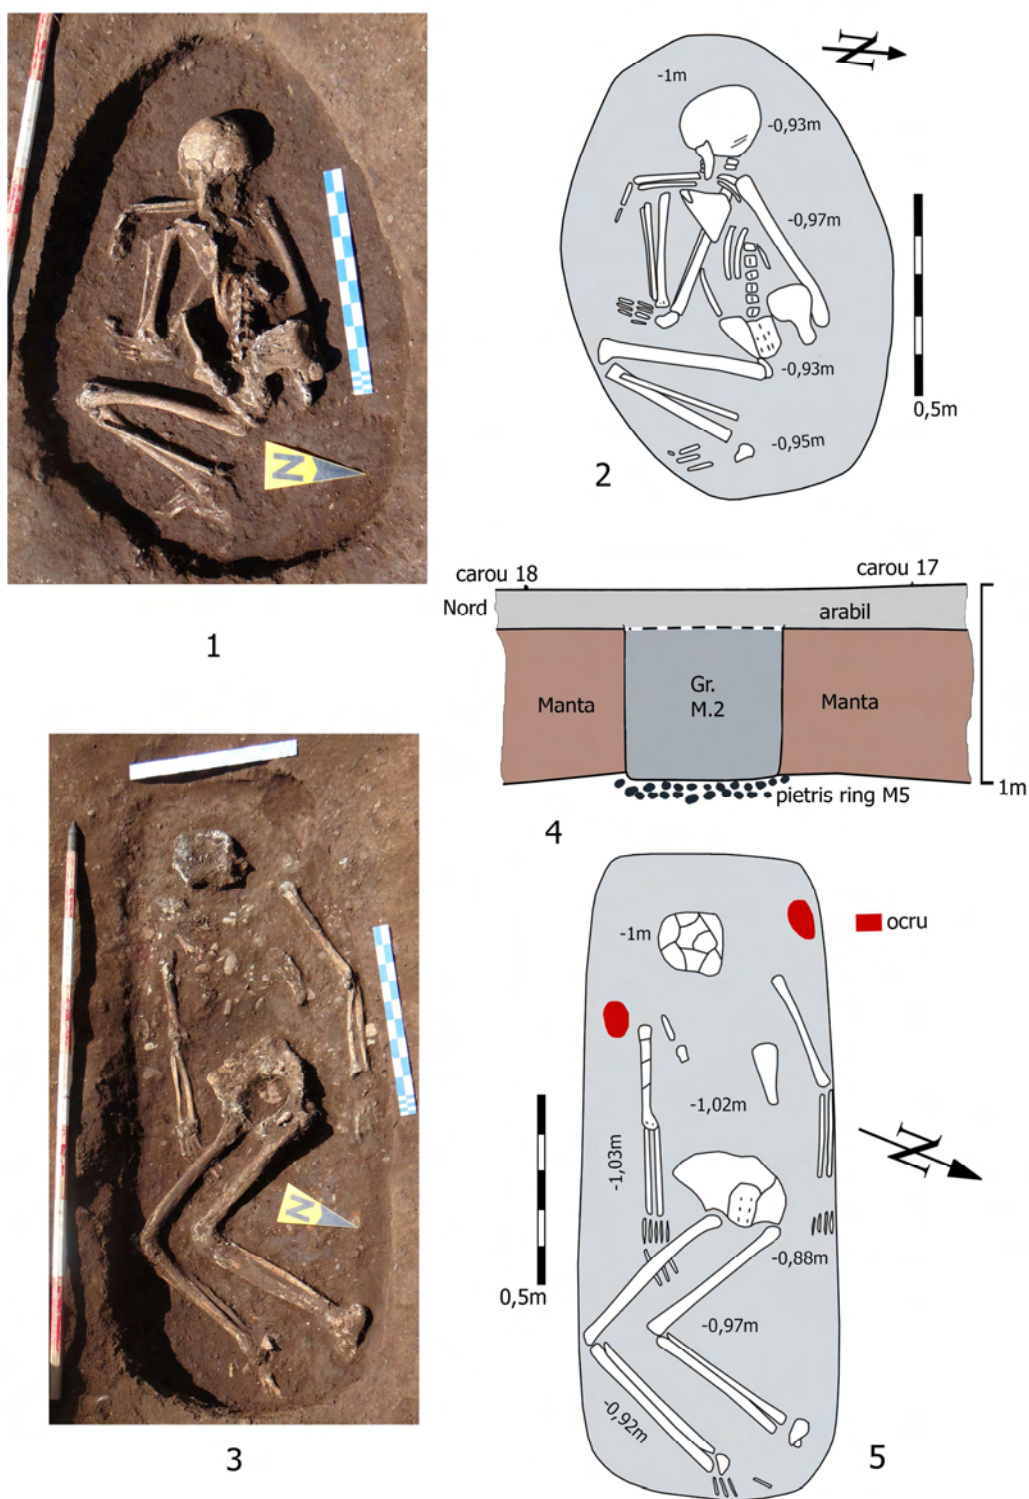 N
-1m
-0,93m
-0,97m
-0,93m
-0,95m
0,5m
N
1
2
carou 18
carou 17
Nord
arabil
Manta
Gr.
M.2
Manta
pietris ring M5
1m
4
-1m
ocru
-1,02m
-1,03m
N
-0,88m
0,5m
-0,97m
-0,92m
N
3
5